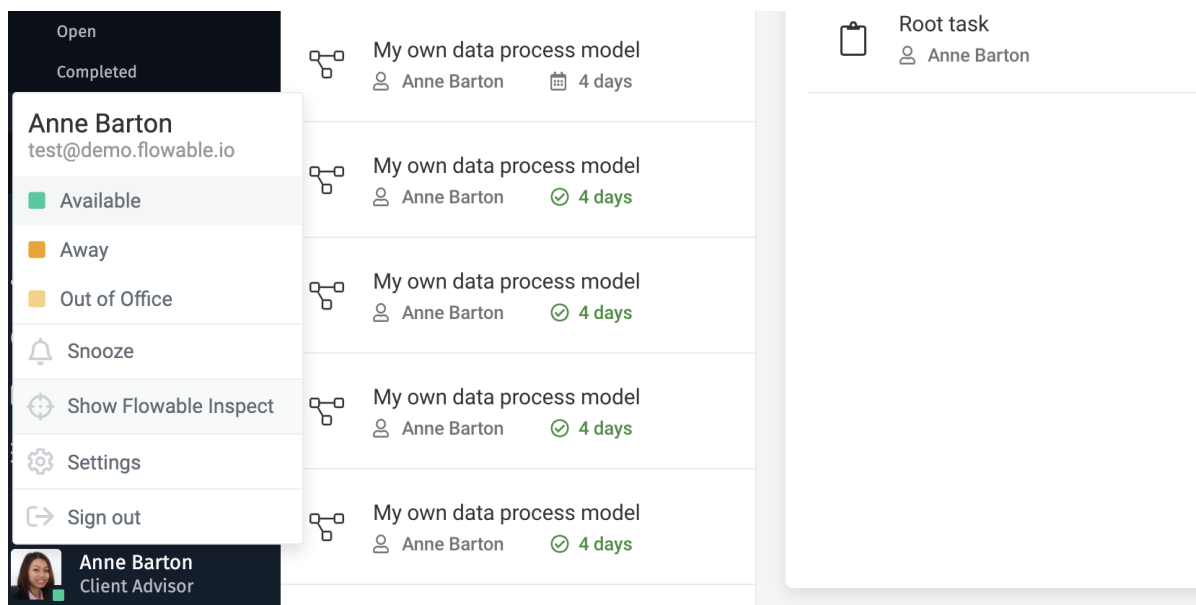 Open
Completed
Anne Barton
test@demo.flowable.io
Available
Away
Out of Office
Snooze
Show Flowable Inspect
Settings
Sign out
Anne Barton
Client Advisor
My own data process model
Anne Barton 4 days
My own data process model
Anne Barton 4 days
My own data process model
Anne Barton 4 days
My own data process model
Anne Barton 4 days
My own data process model
Anne Barton 4 days
Root task
Anne Barton